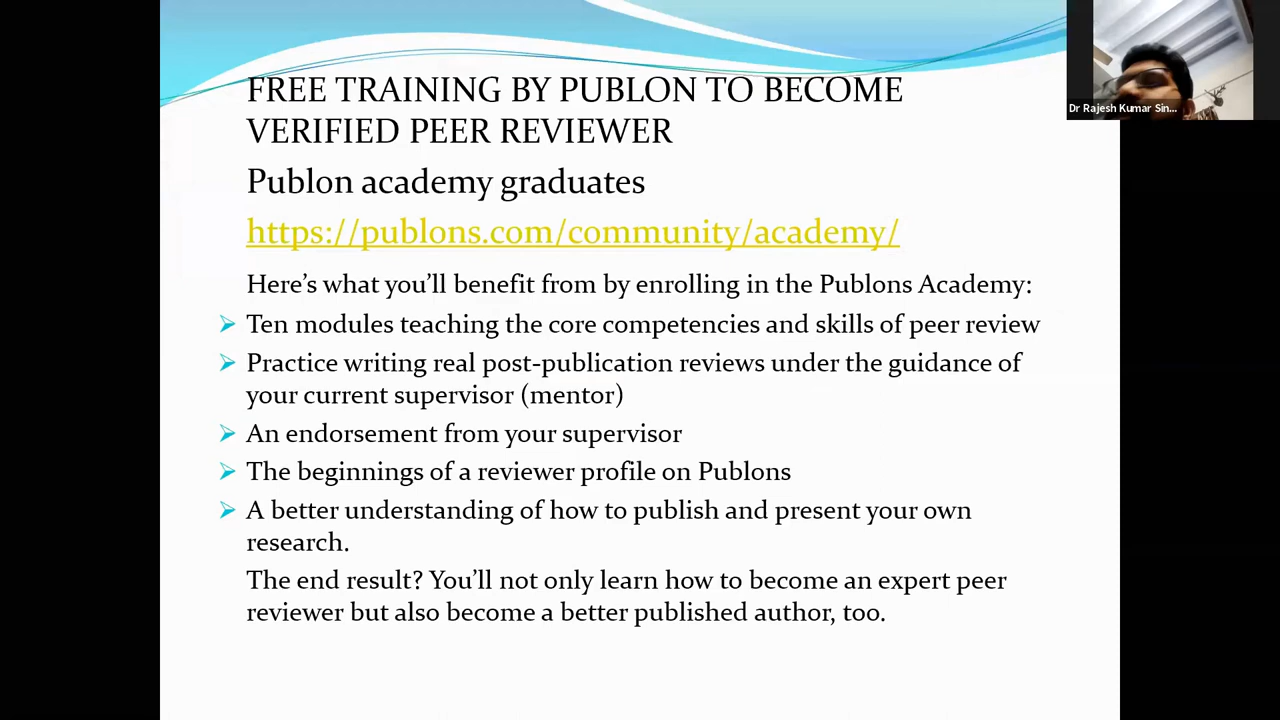 FREE TRAINING BY PUBLON TO BECOME
VERIFIED PEER REVIEWER
Publon academy graduates
https://publons.com/community/academy/
Here's what you'll benefit from by enrolling in the Publons Academy:
Ten modules teaching the core competencies and skills of peer review
Practice writing real post-publication reviews under the guidance of
your current supervisor (mentor)
An endorsement from your supervisor
The beginnings of a reviewer profile on Publons
A better understanding of how to publish and present your own
research.
The end result? You'll not only learn how to become an expert peer
reviewer but also become a better published author, too.
Dr Rajesh Kumar Sin...